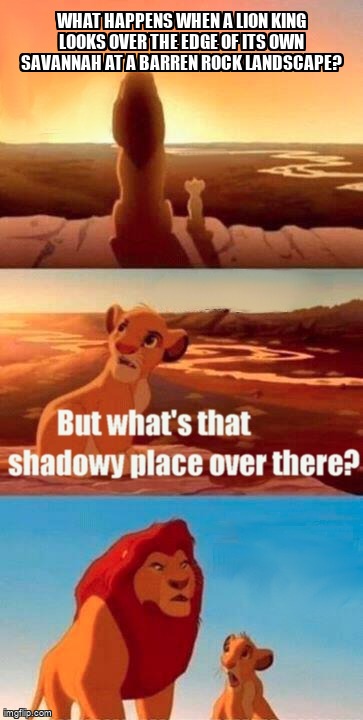 WHAT HAPPENS WHEN A LION KING
LOOKS OVER THE EDGE OF ITS OWN
SAVANNAH AT A BARREN ROCK LANDSCAPE?
But what's that
shadowy place over there?
imgflip.com